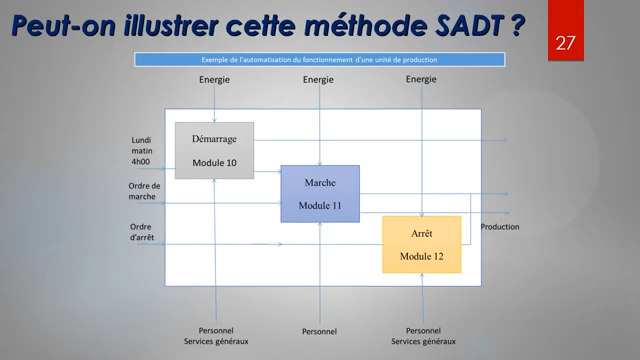 Peut-on illustrer cette méthode SADT ?
27
Exemple de l'automatisation du fonctionnement d'une unité de production
Energie
Energie
Energie
Lundi
matin
4h00
Démarrage
Module 10
Ordre de
marche
Marche
Module 11
Ordre
d'arrêt
Arrêt
Module 12
Production
Personnel
Services généraux
Personnel
Personnel
Services généraux